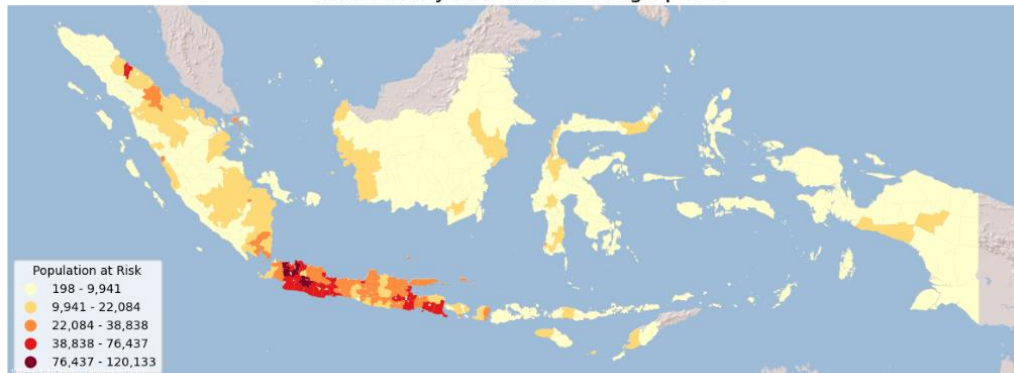 Population at Risk
198 - 9,941
9,941 - 22,084
22,084 - 38,838
38,838 - 76,437
76,437 - 120,133